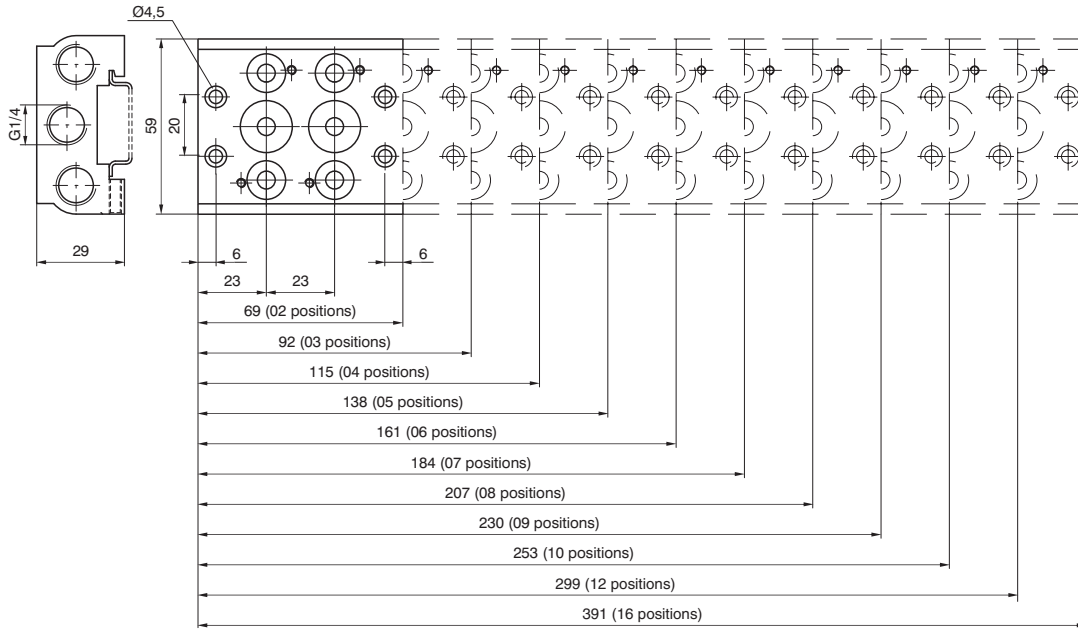 Ø4,5
G1/4
59
20
29
6
6
23
23
69 (02 positions)
92 (03 positions)
115 (04 positions)
138 (05 positions)
161 (06 positions)
184 (07 positions)
207 (08 positions)
230 (09 positions)
253 (10 positions)
299 (12 positions)
391 (16 positions)